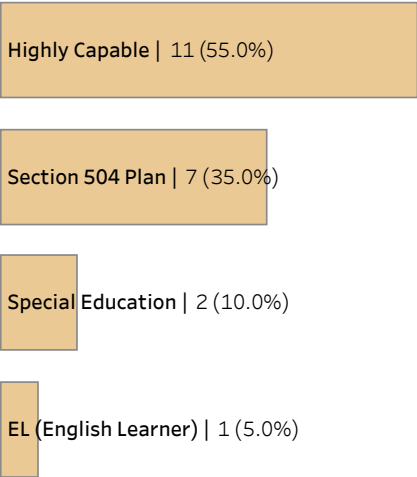 Highly Capable | 11 (55.0%)
Section 504 Plan | 7 (35.0%)
Special Education | 2 (10.0%)
EL (English Learner) | 1 (5.0%)